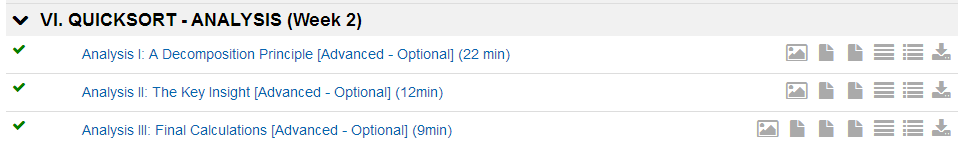 VI. QUICKSORT - ANALYSIS (Week 2)
Analysis I: A Decomposition Principle [Advanced - Optional] (22 min)
Analysis II: The Key Insight [Advanced - Optional] (12min)
Analysis III: Final Calculations [Advanced - Optional] (9min)